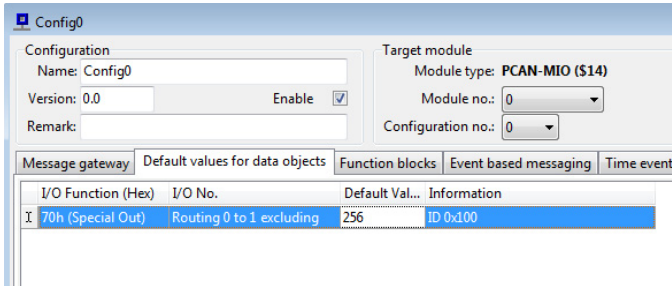 Config0
Configuration
Name: Config0
Version: 0.0 Enable
Remark:
Target module
Module type: PCAN-MIO ($14)
Module no.: 0
Configuration no.: 0
Message gateway Default values for data objects Function blocks Event based messaging Time event
I/O Function (Hex) I/O No. Default Val... Information
70h (Special Out) Routing 0 to 1 excluding 256 ID 0x100